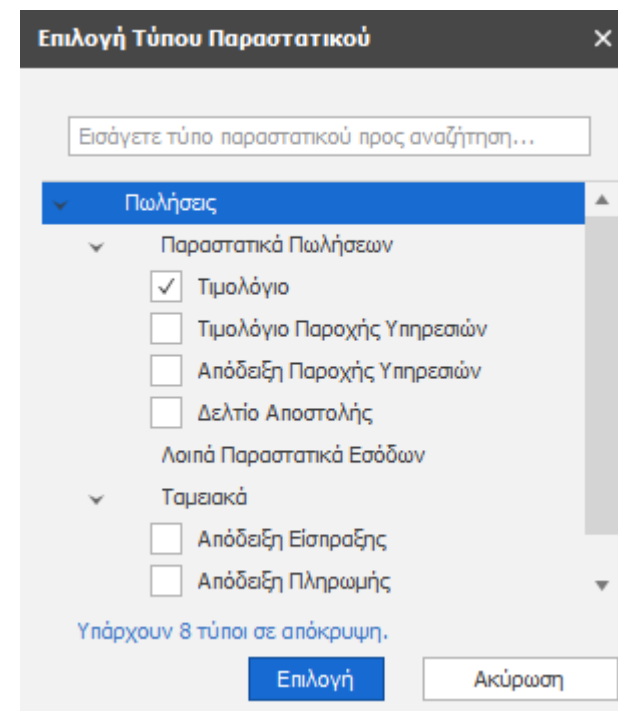 Επιλογή Τύπου Παραστατικού
Εισάγετε τύπο παραστατικού προς αναζήτηση...
Πωλήσεις
Παραστατικά Πωλήσεων
Τιμολόγιο
Τιμολόγιο Παροχής Υπηρεσιών
Απόδειξη Παροχής Υπηρεσιών
Δελτίο Αποστολής
Λοιπά Παραστατικά Εσόδων
Ταμειακά
Απόδειξη Είσπραξης
Απόδειξη Πληρωμής
Υπάρχουν 8 τύποι σε απόκρυψη.
Επιλογή Ακύρωση